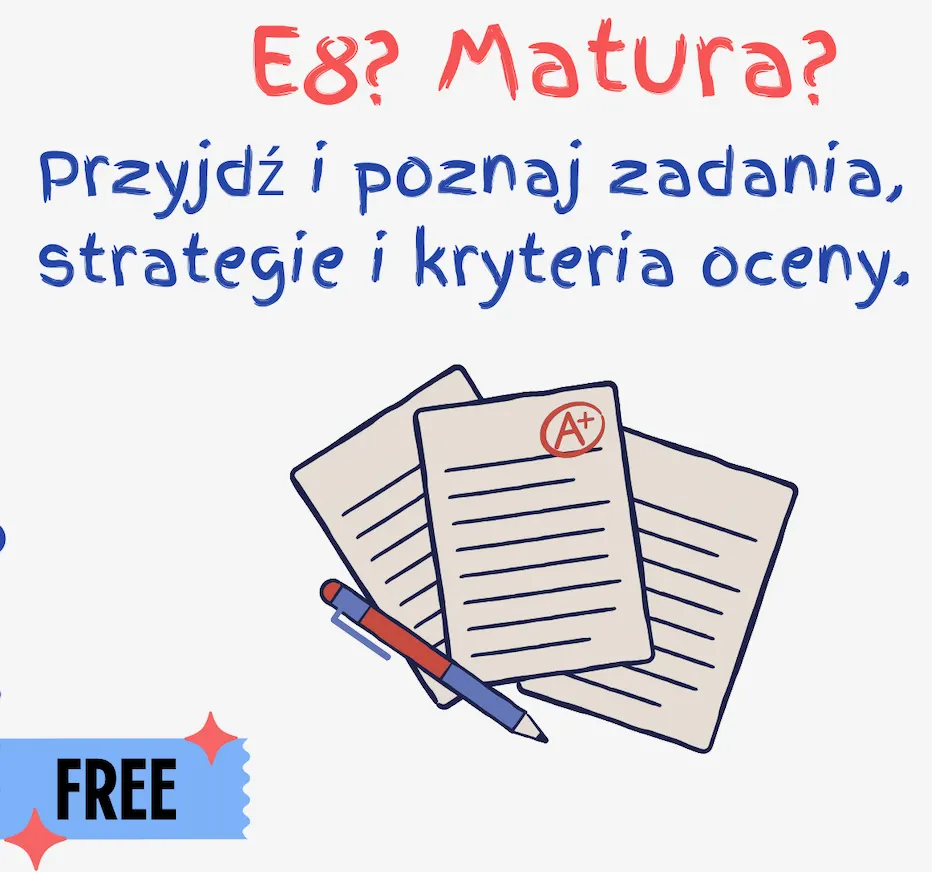 E8? Matura?
Przyjdź i poznaj zadania,
strategie i kryteria oceny.
A+
FREE